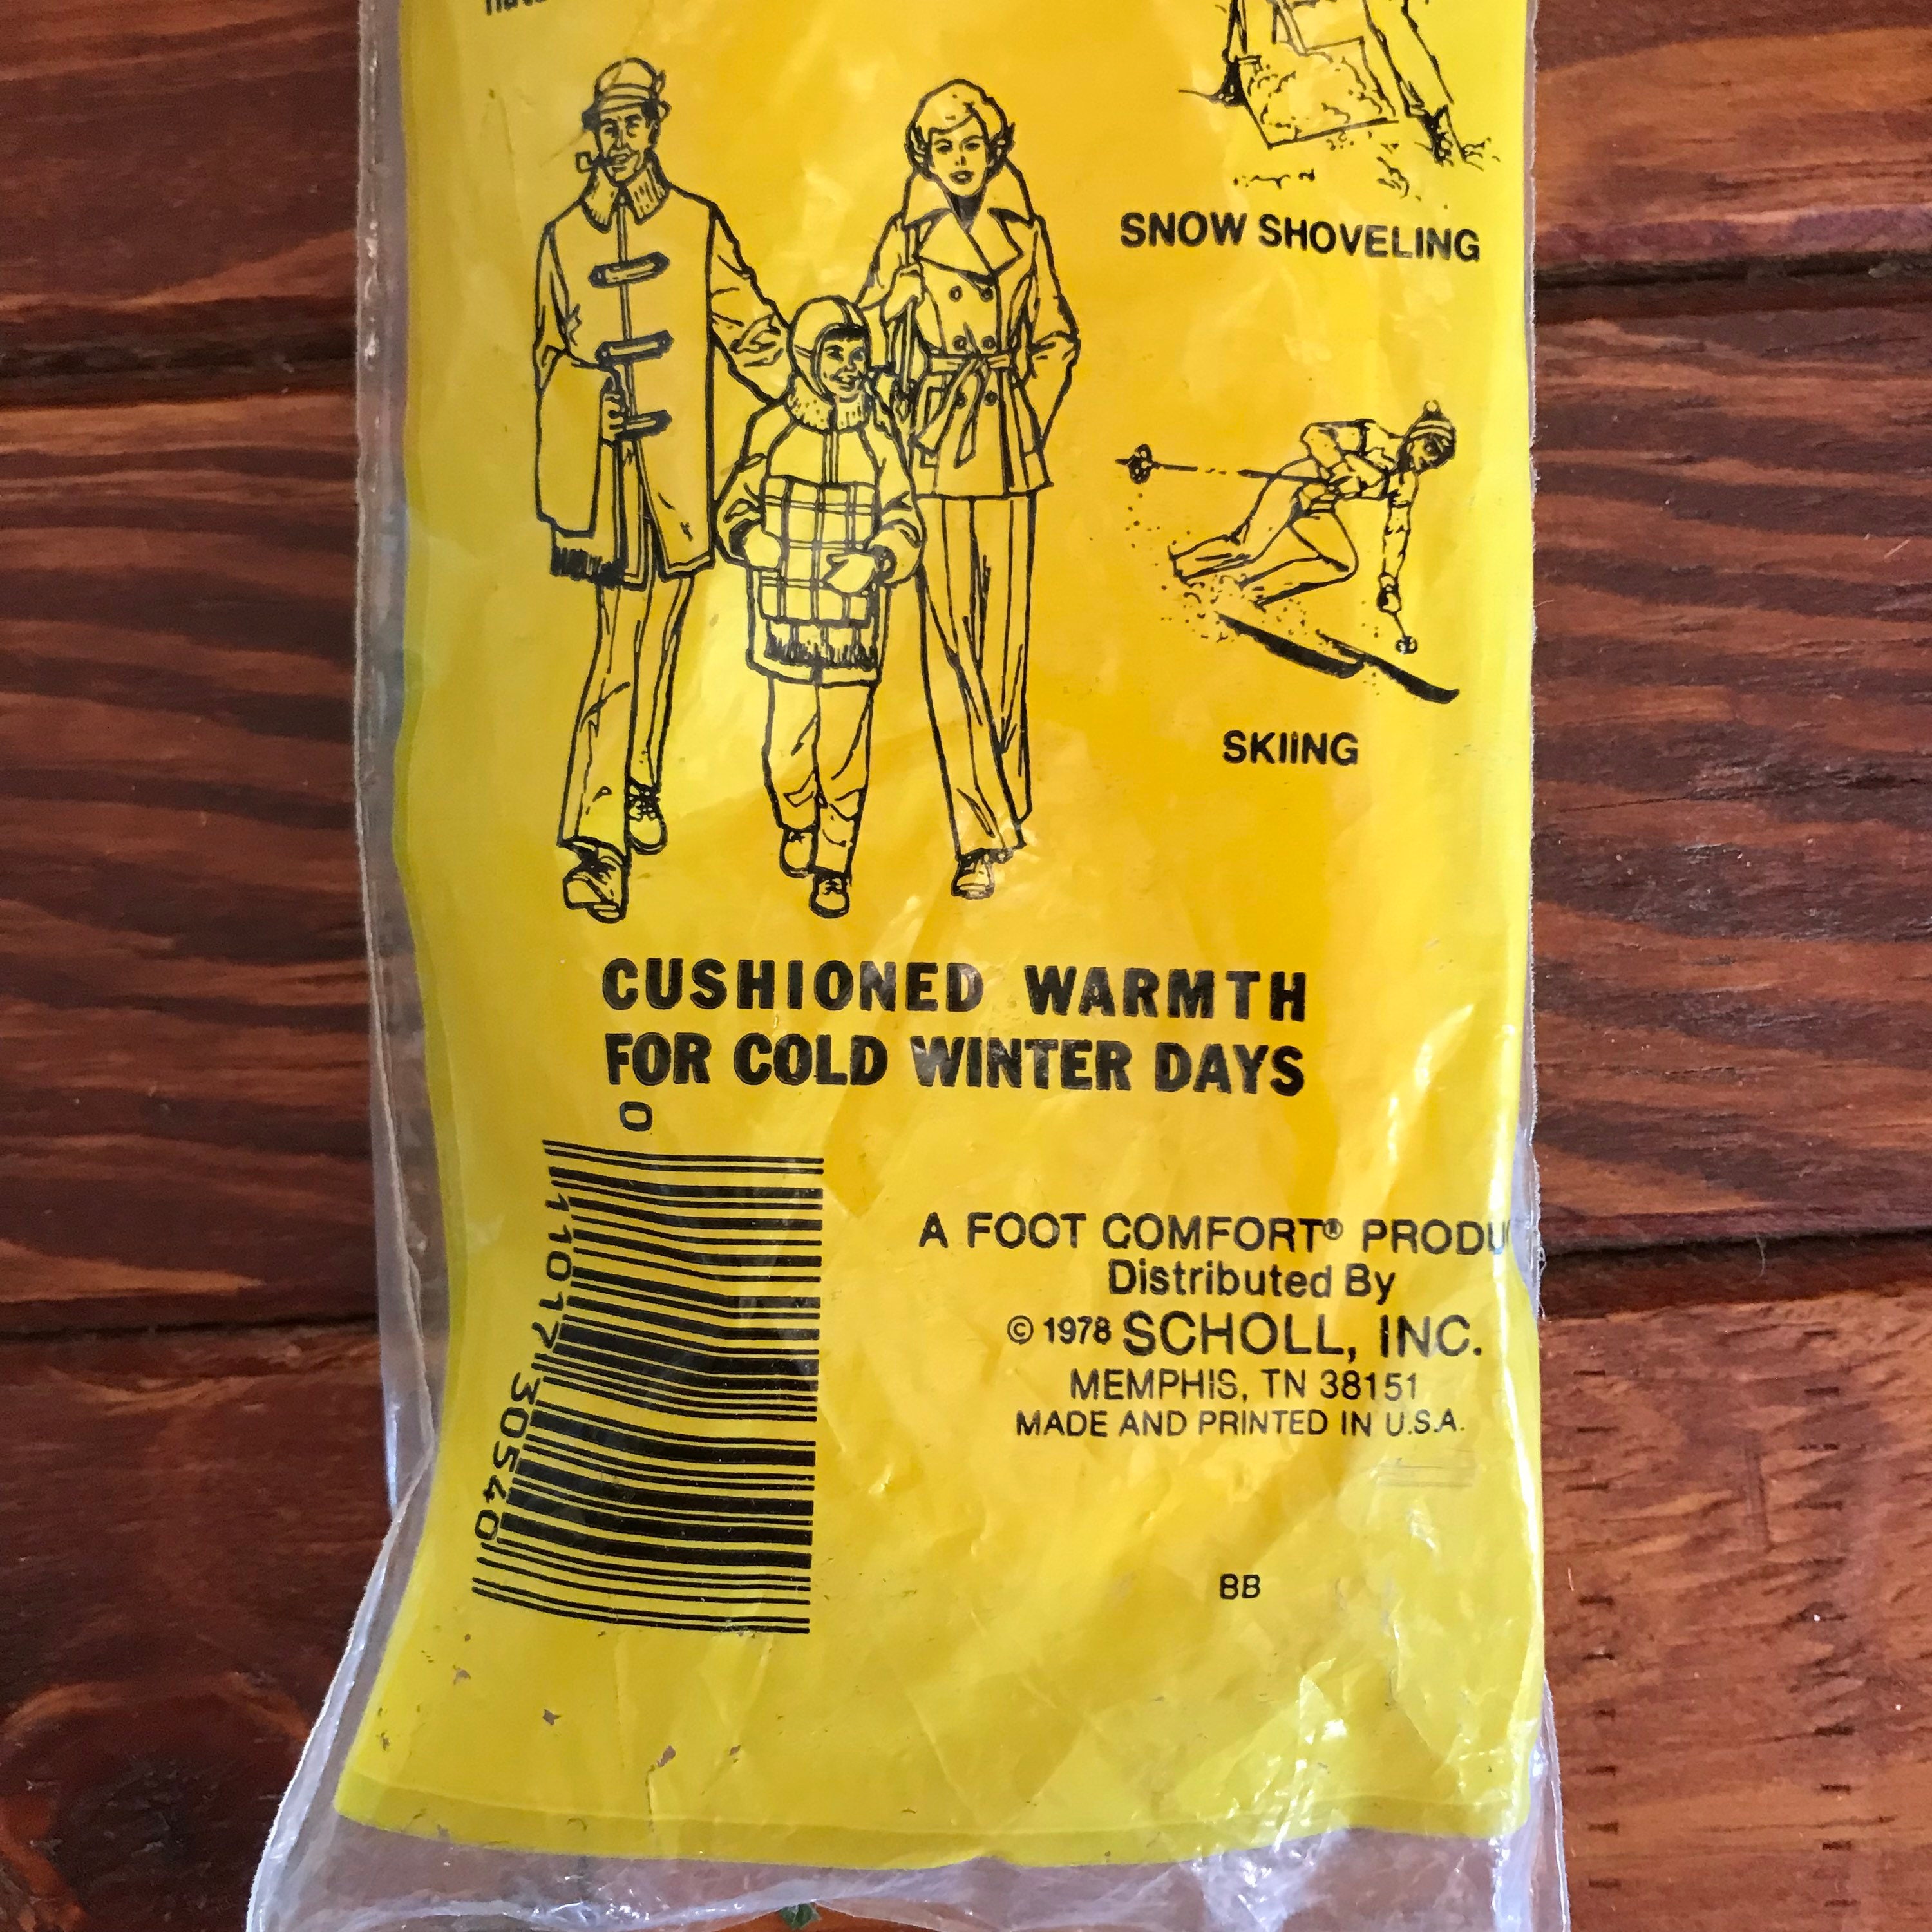 SNOW SHOVELING
SKIING
CUSHIONED WARMTH
FOR COLD WINTER DAYS
0
11017 30540
A FOOT COMFORT® PRODU
Distributed By
© 1978 SCHOLL, INC.
MEMPHIS, TN 38151
MADE AND PRINTED IN U.S.A.
BB